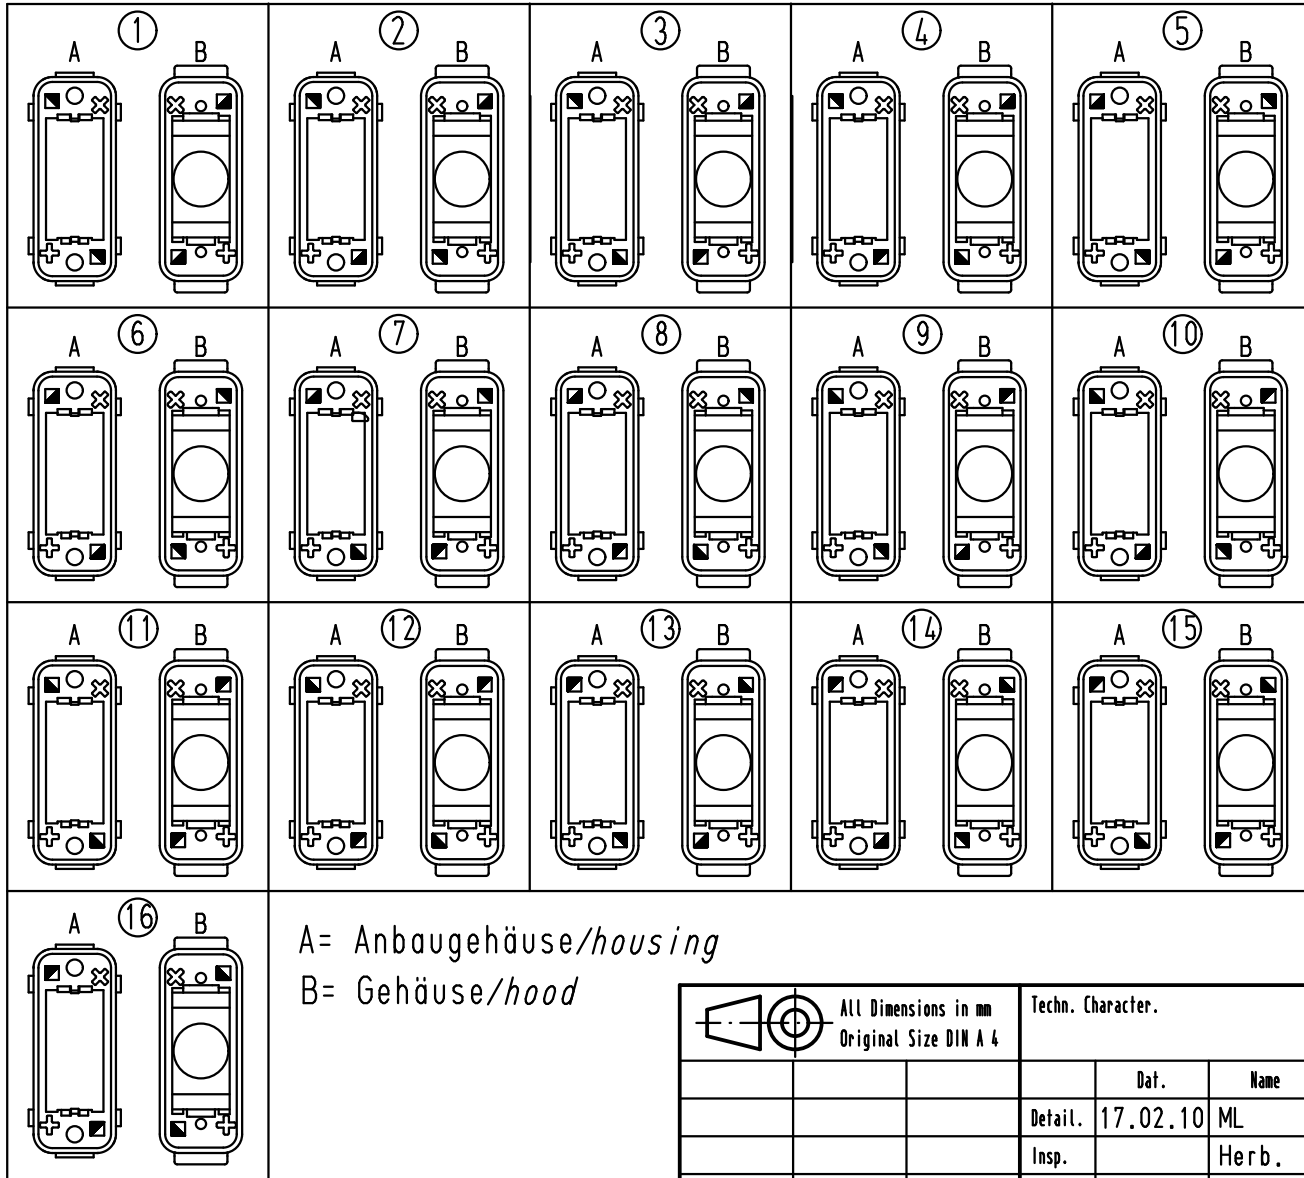 1
A B
2
A B
3
A B
4
A B
5
A B
6
A B
7
A B
8
A B
9
A B
10
A B
11
A B
12
A B
13
A B
14
A B
15
A B
16
A B
A= Anbaugehäuse/housing
B= Gehäuse/hood
All Dimensions in mm
Original Size DIN A 4
Techn. Character.
Dat. Name
Detail. 17.02.10 ML
Insp. Herb.